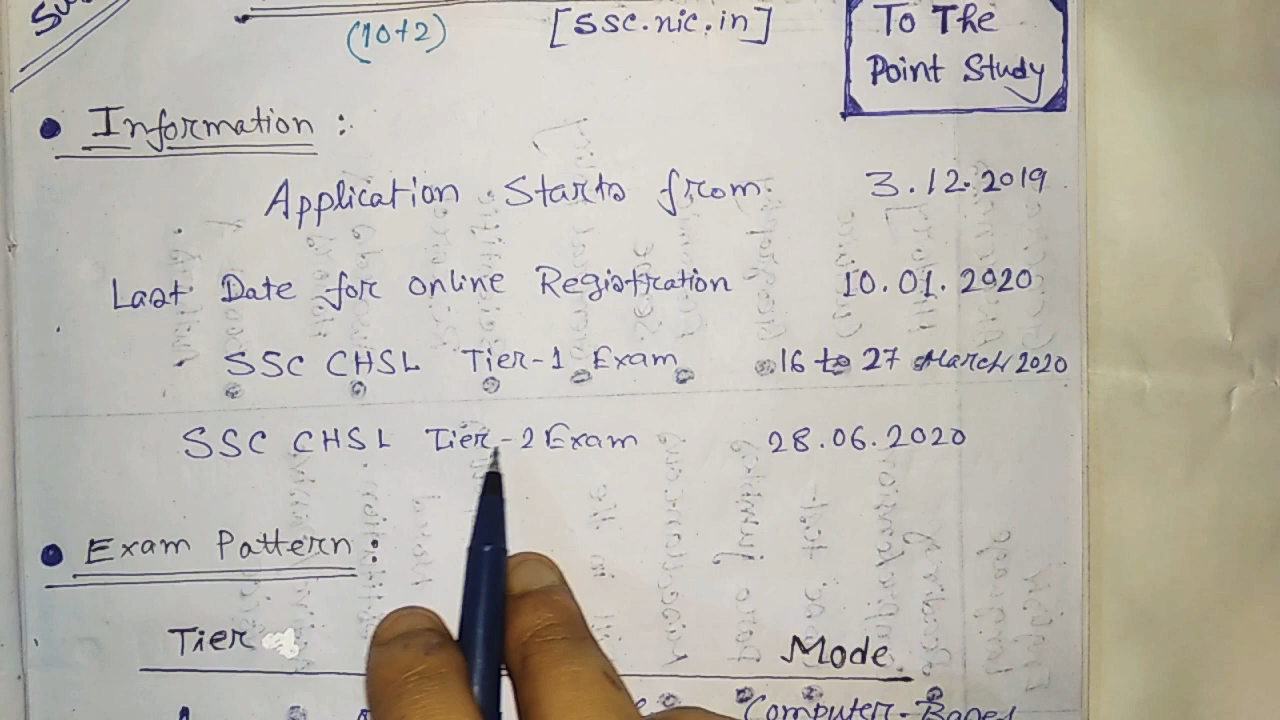 (10+2) [ssc.nic.in]
To The
Point Study
Information :
Application Starts from 3.12.2019
Last Date for online Registration 10.01.2020
SSC CHSL Tier-1 Exam 16 to 27 March 2020
SSC CHSL Tier-2 Exam 28.06.2020
Exam Pattern :
Tier Mode
Computer-Based